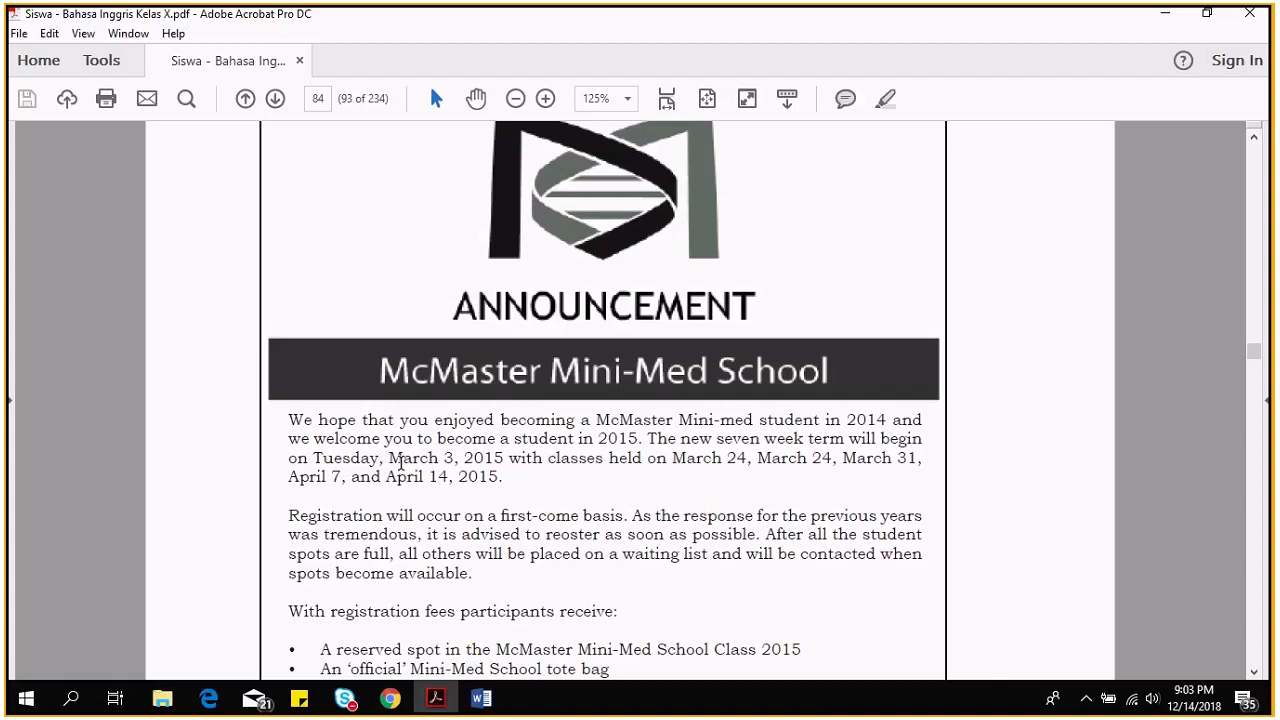 Siswa - Bahasa Inggris Kelas X.pdf - Adobe Acrobat Pro DC
File Edit View Window Help
Home Tools Siswa - Bahasa Ing... × Sign In
84 (93 of 234) 125%
ANNOUNCEMENT
McMaster Mini-Med School
We hope that you enjoyed becoming a McMaster Mini-med student in 2014 and
we welcome you to become a student in 2015. The new seven week term will begin
on Tuesday, March 3, 2015 with classes held on March 24, March 24, March 31,
April 7, and April 14, 2015.
Registration will occur on a first-come basis. As the response for the previous years
was tremendous, it is advised to reoster as soon as possible. After all the student
spots are full, all others will be placed on a waiting list and will be contacted when
spots become available.
With registration fees participants receive:
• A reserved spot in the McMaster Mini-Med School Class 2015
• An ‘official’ Mini-Med School tote bag
21
9:03 PM
12/14/2018
35